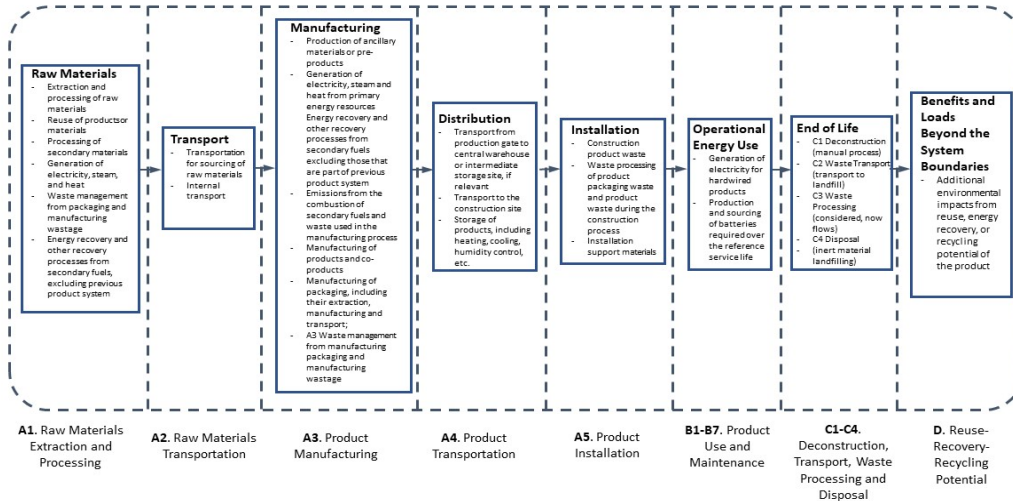 Raw Materials
- Extraction and
processing of raw
materials
- Reuse of productsor
materials
- Processing of
secondary materials
- Generation of
electricity, steam,
and heat
- Waste management
from packaging and
manufacturing
wastage
- Energy recovery and
other recovery
processes from
secondary fuels,
excluding previous
product system
Transport
- Transportation
for sourcing of
raw materials
- Internal
transport
Manufacturing
- Production of ancillary
materials or pre-
products
- Generation of
electricity, steam and
heat from primary
energy resources
Energy recovery and
other recovery
processes from
secondary fuels
excluding those that
are part of previous
product system
- Emissions from the
combustion of
secondary fuels and
waste used in the
manufacturing process
- Manufacturing of
products and co-
products
- Manufacturing of
packaging, including
their extraction,
manufacturing and
transport;
- A3 Waste management
from manufacturing
packaging and
manufacturing
wastage
Distribution
- Transport from
production gate to
central warehouse
or intermediate
storage site, if
relevant
- Transport to the
construction site
- Storage of
products, including
heating, cooling,
humidity control,
etc.
Installation
- Construction
product waste
- Waste processing
of product
packaging waste
and product
waste during the
construction
process
- Installation
support materials
Operational
Energy Use
- Generation of
electricity for
hardwired
products
- Production
and sourcing
of batteries
required over
the reference
service life
End of Life
- C1 Deconstruction
(manual process)
- C2 Waste Transport
(transport to
landfill)
- C3 Waste
Processing
(considered, now
flows)
- C4 Disposal
- (inert material
landfilling)
Benefits and
Loads
Beyond the
System
Boundaries
- Additional
environmental
impacts from
reuse, energy
recovery, or
recycling
potential of
the product
A1. Raw Materials
Extraction and
Processing
A2. Raw Materials
Transportation
A3. Product
Manufacturing
A4. Product
Transportation
A5. Product
Installation
B1-B7. Product
Use and
Maintenance
C1-C4.
Deconstruction,
Transport, Waste
Processing and
Disposal
D. Reuse-
Recovery-
Recycling
Potential